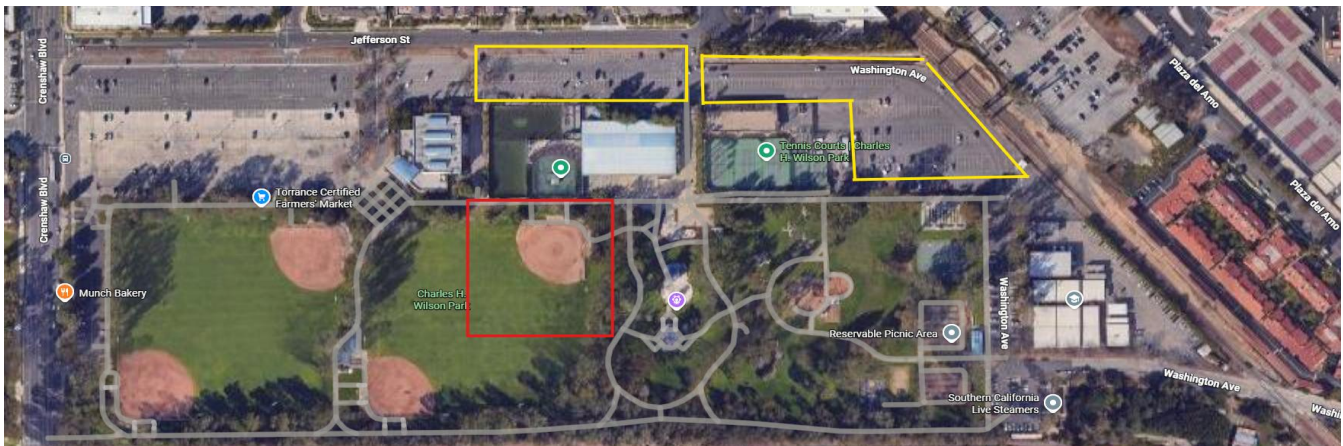 Jefferson St
Crenshaw Blvd
Washington Ave
Plaza del Amo
Tennis Courts | Charles
H. Wilson Park
Torrance Certified
Farmers' Market
Crenshaw Blvd
Plaza del Amo
Munch Bakery
Charles H.
Wilson Park
Reservable Picnic Area
Washington Ave
Washington Ave
Southern California
Live Steamers
Washi